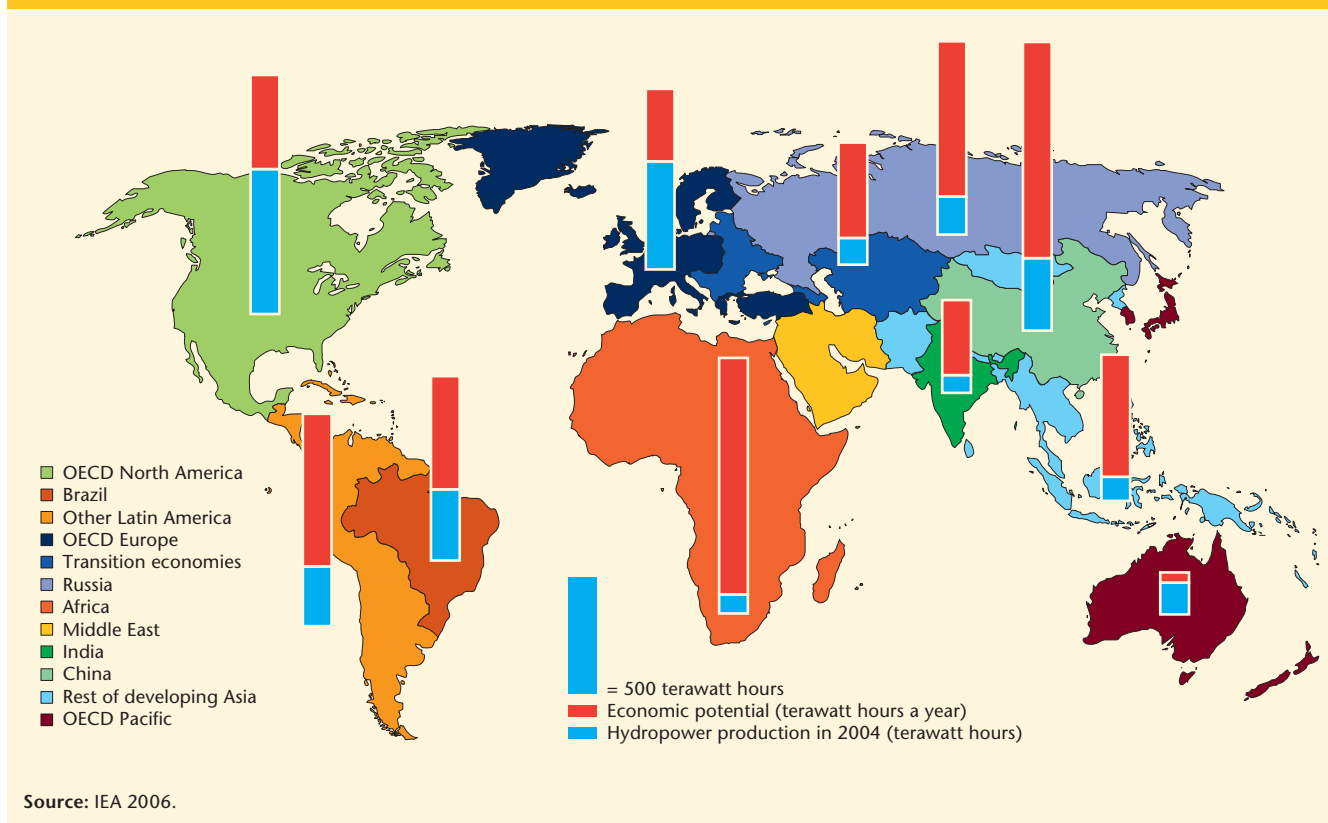 OECD North America
Brazil
Other Latin America
OECD Europe
Transition economies
Russia
Africa
Middle East
India
China
Rest of developing Asia
OECD Pacific
= 500 terawatt hours
Economic potential (terawatt hours a year)
Hydropower production in 2004 (terawatt hours)
Source: IEA 2006.